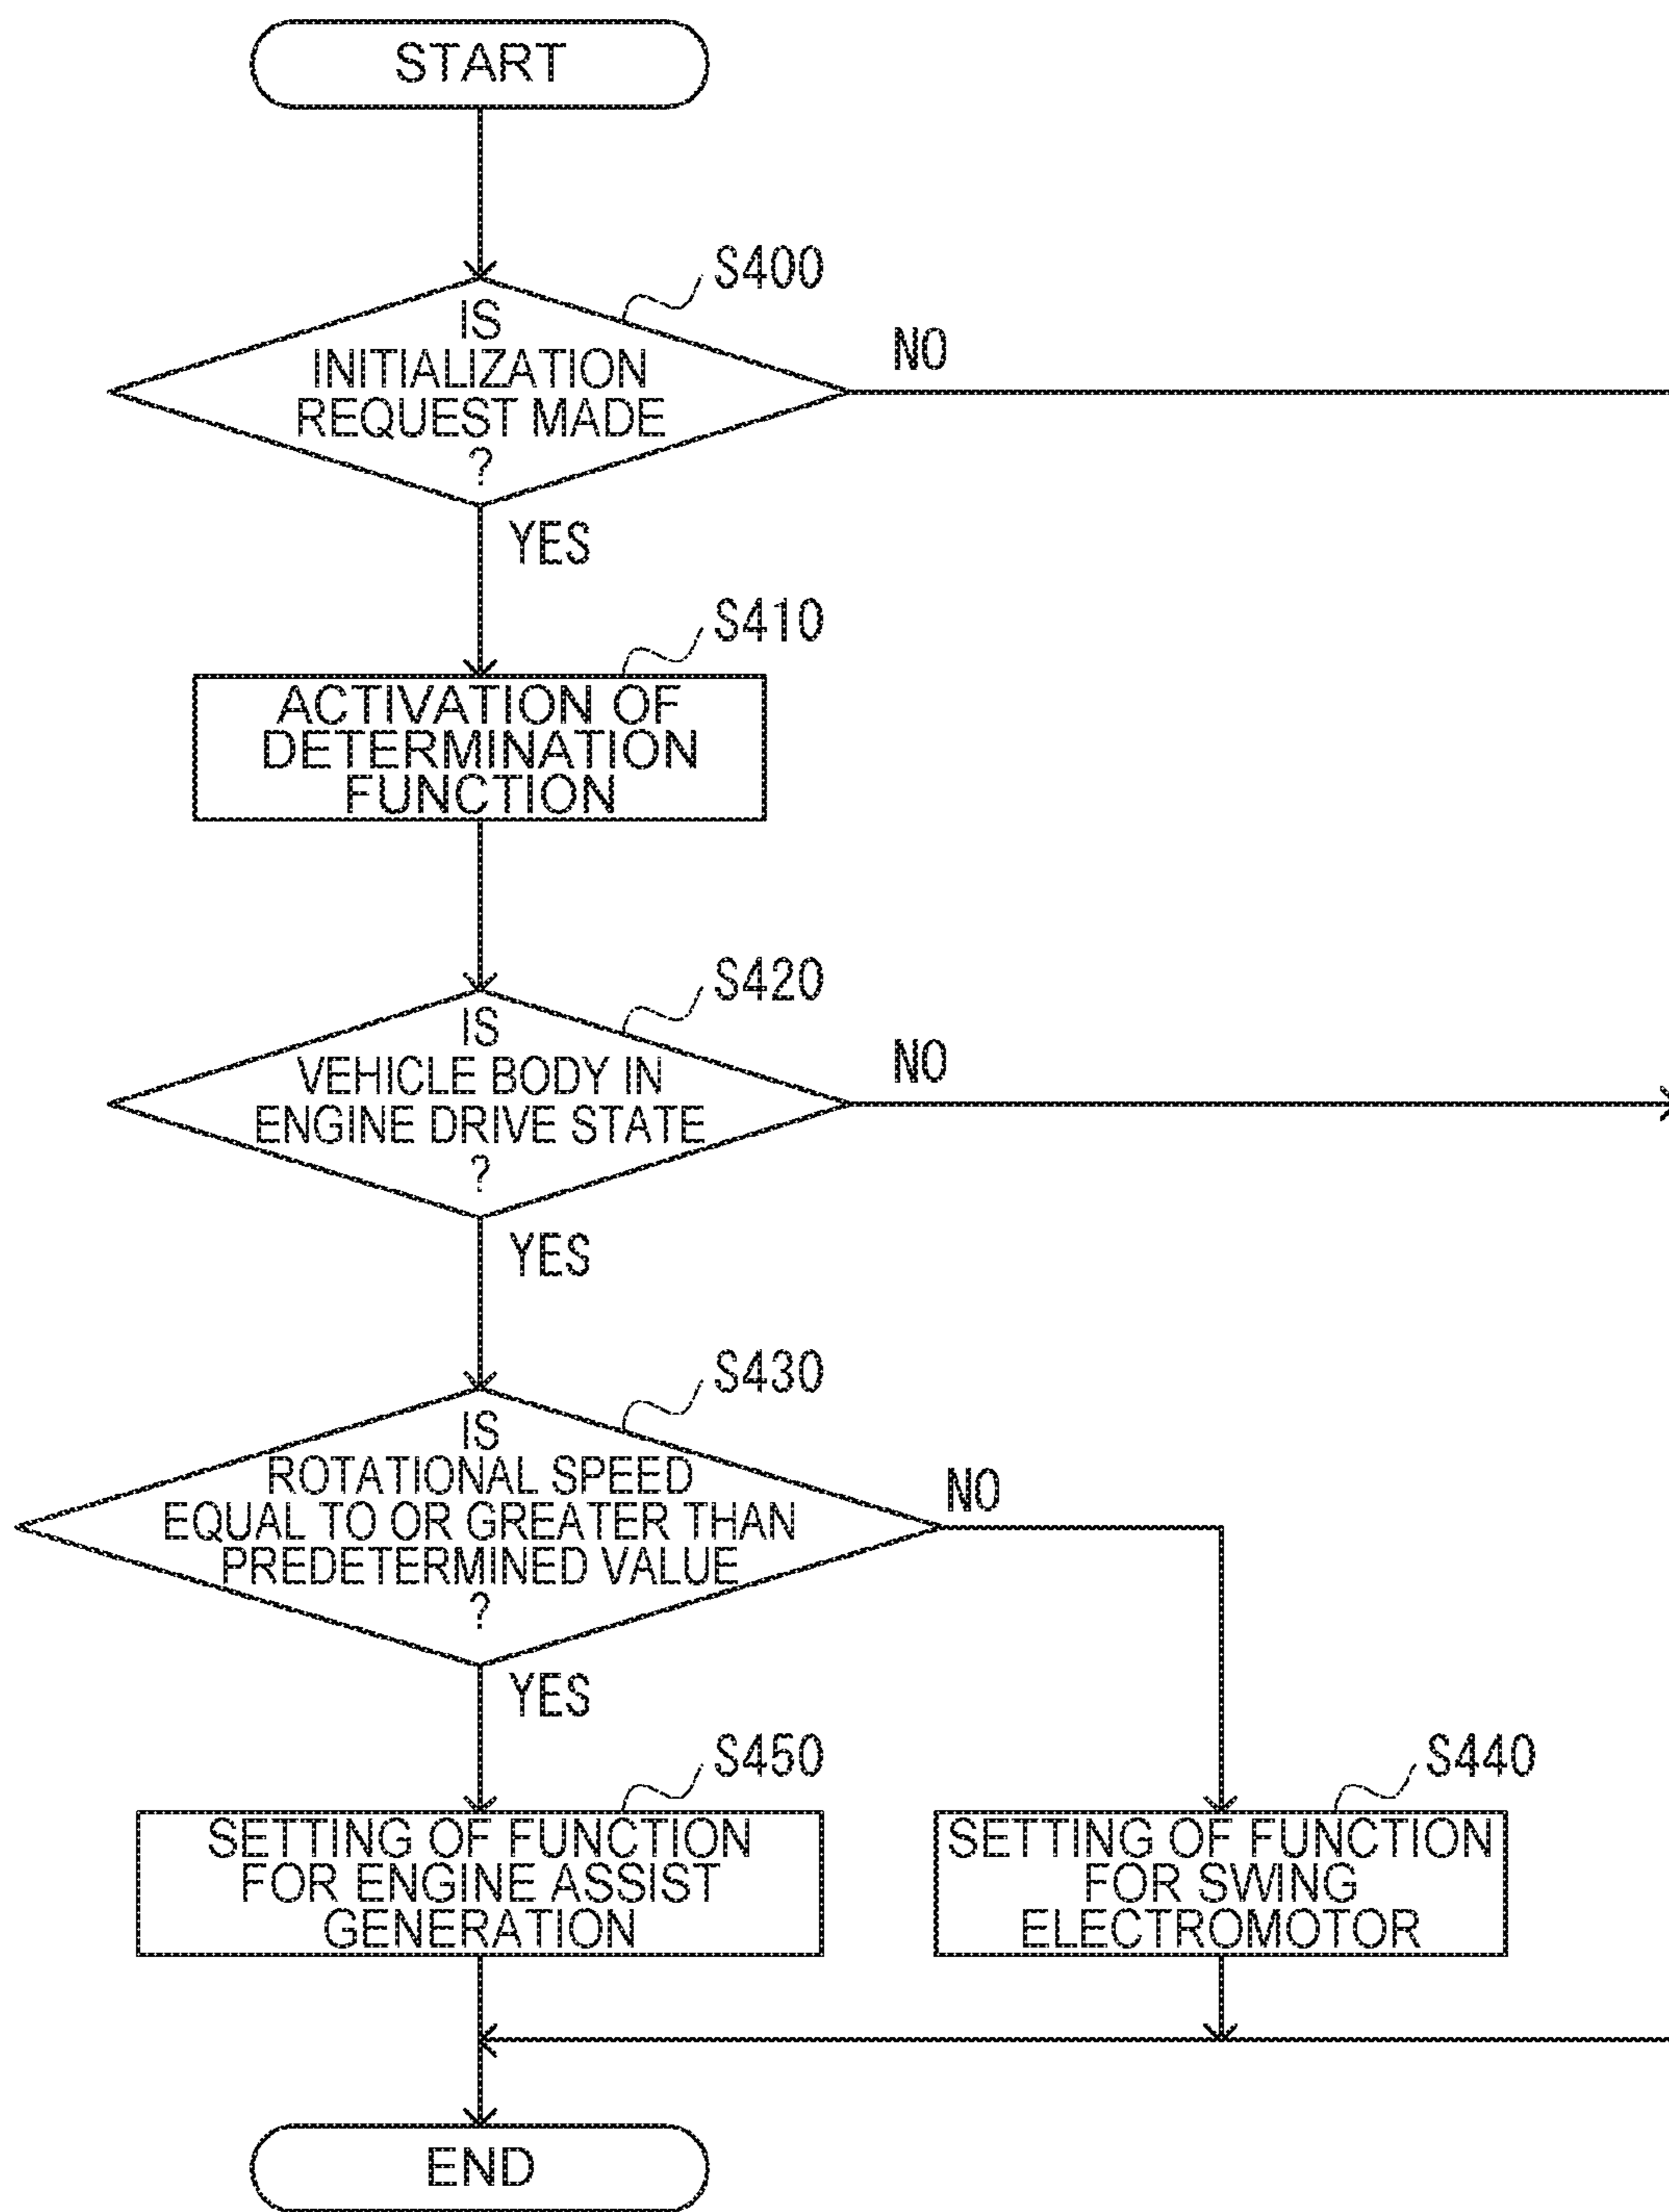 START
S400
IS
INITIALIZATION
REQUEST MADE
?
NO
YES
S410
ACTIVATION OF
DETERMINATION
FUNCTION
S420
IS
VEHICLE BODY IN
ENGINE DRIVE STATE
?
NO
YES
S430
IS
ROTATIONAL SPEED
EQUAL TO OR GREATER THAN
PREDETERMINED VALUE
?
NO
YES
S450
SETTING OF FUNCTION
FOR ENGINE ASSIST
GENERATION
S440
SETTING OF FUNCTION
FOR SWING
ELECTROMOTOR
END